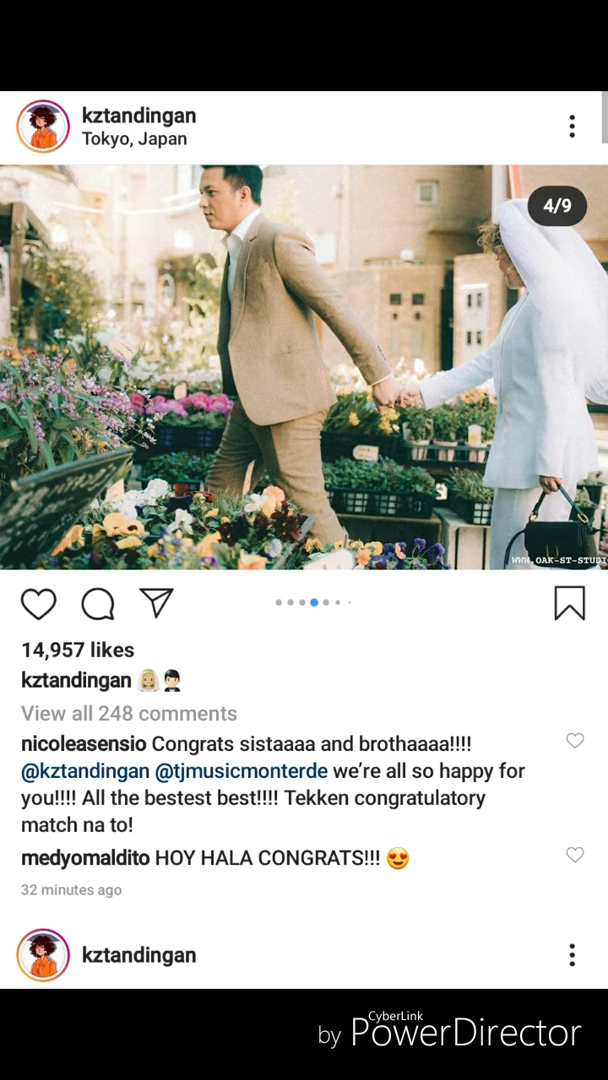 kztandingan
Tokyo, Japan
4/9
WWW.OAK-ST-STUDI
14,957 likes
kztandingan 👰🏼🤵🏻
View all 248 comments
nicoleasensio Congrats sistaaaa and brothaaaa!!!!
@kztandingan @tjmusicmonterde we're all so happy for
you!!!! All the bestest best!!!! Tekken congratulatory
match na to!
medyomaldito HOY HALA CONGRATS!!! 😍
32 minutes ago
kztandingan
CyberLink
by PowerDirector